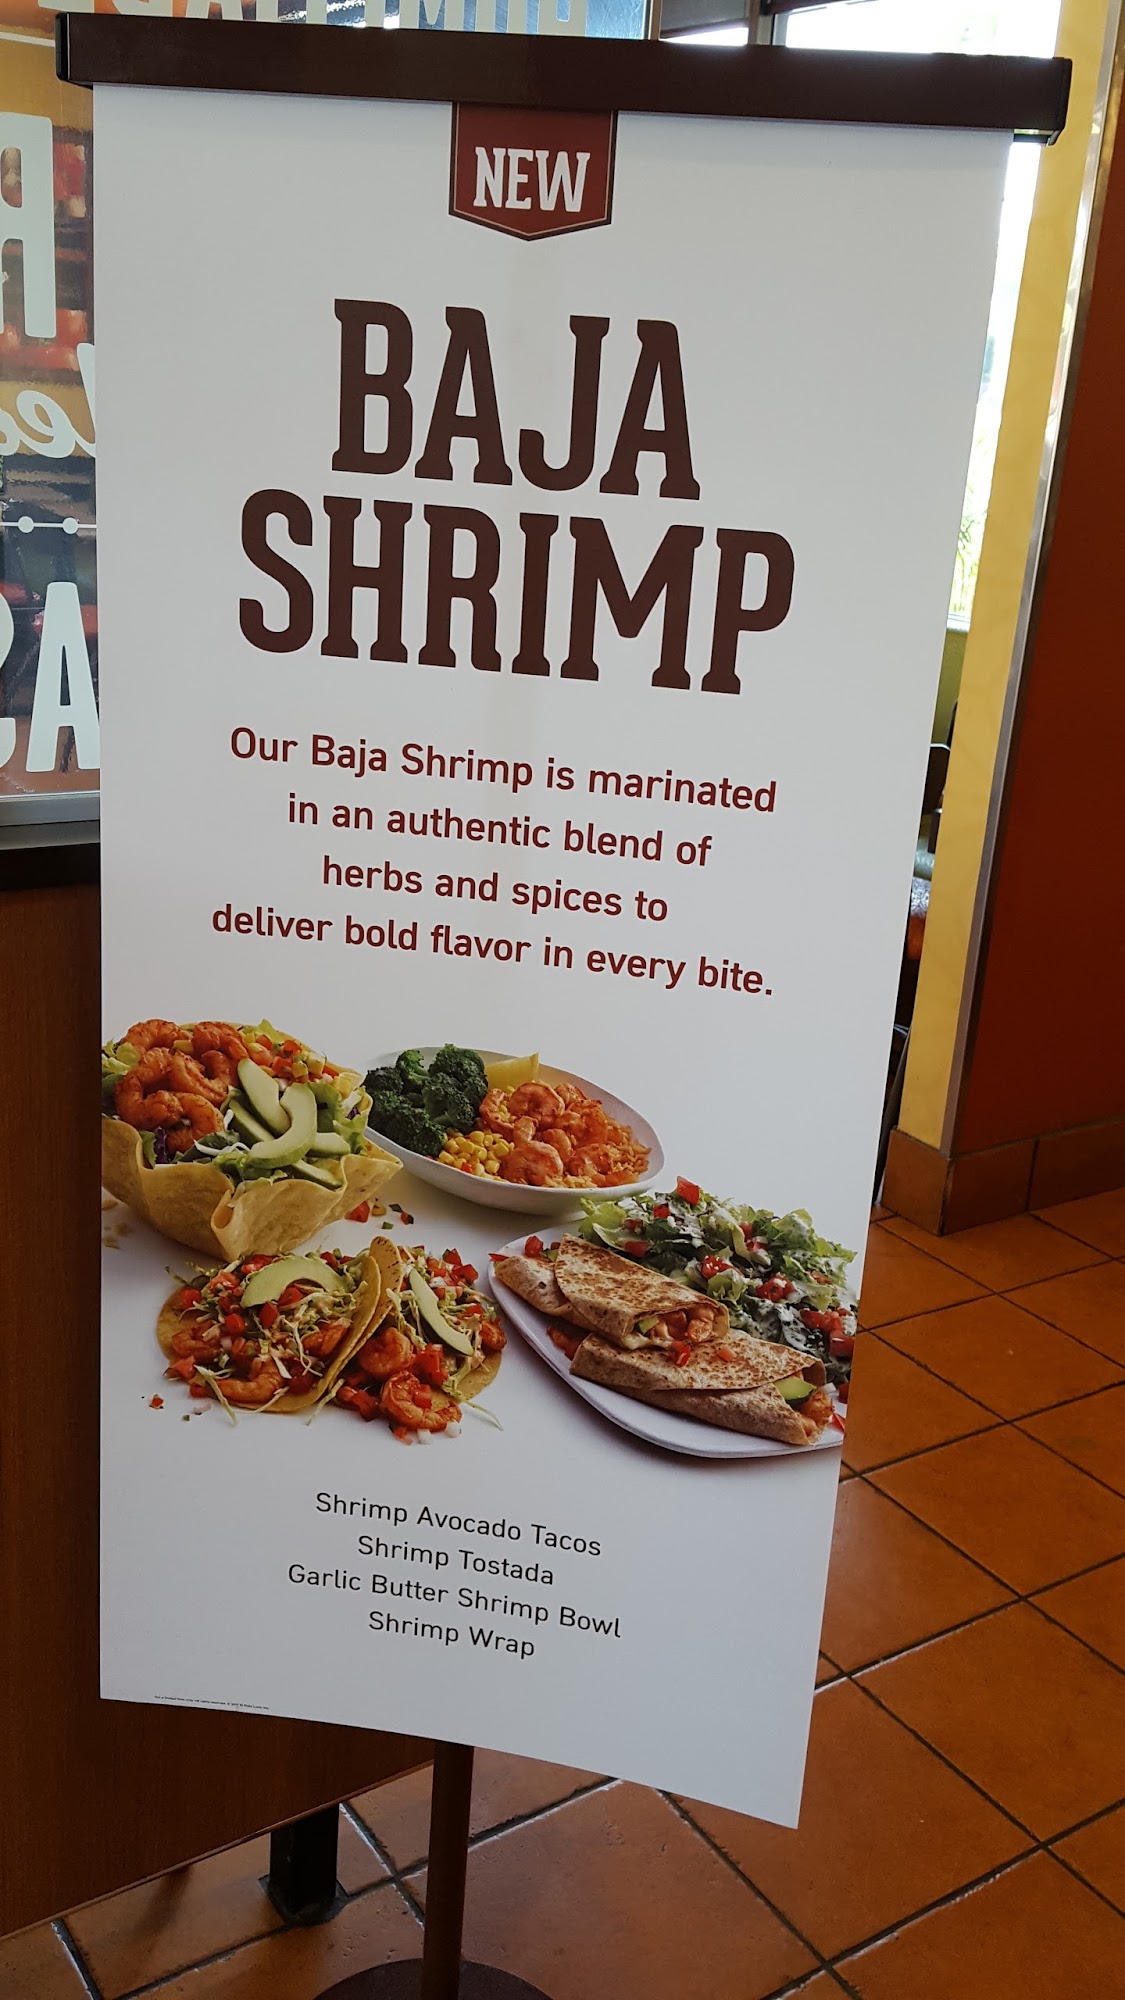 NEW
BAJA
SHRIMP
Our Baja Shrimp is marinated
in an authentic blend of
herbs and spices to
deliver bold flavor in every bite.
Shrimp Avocado Tacos
Shrimp Tostada
Garlic Butter Shrimp Bowl
Shrimp Wrap